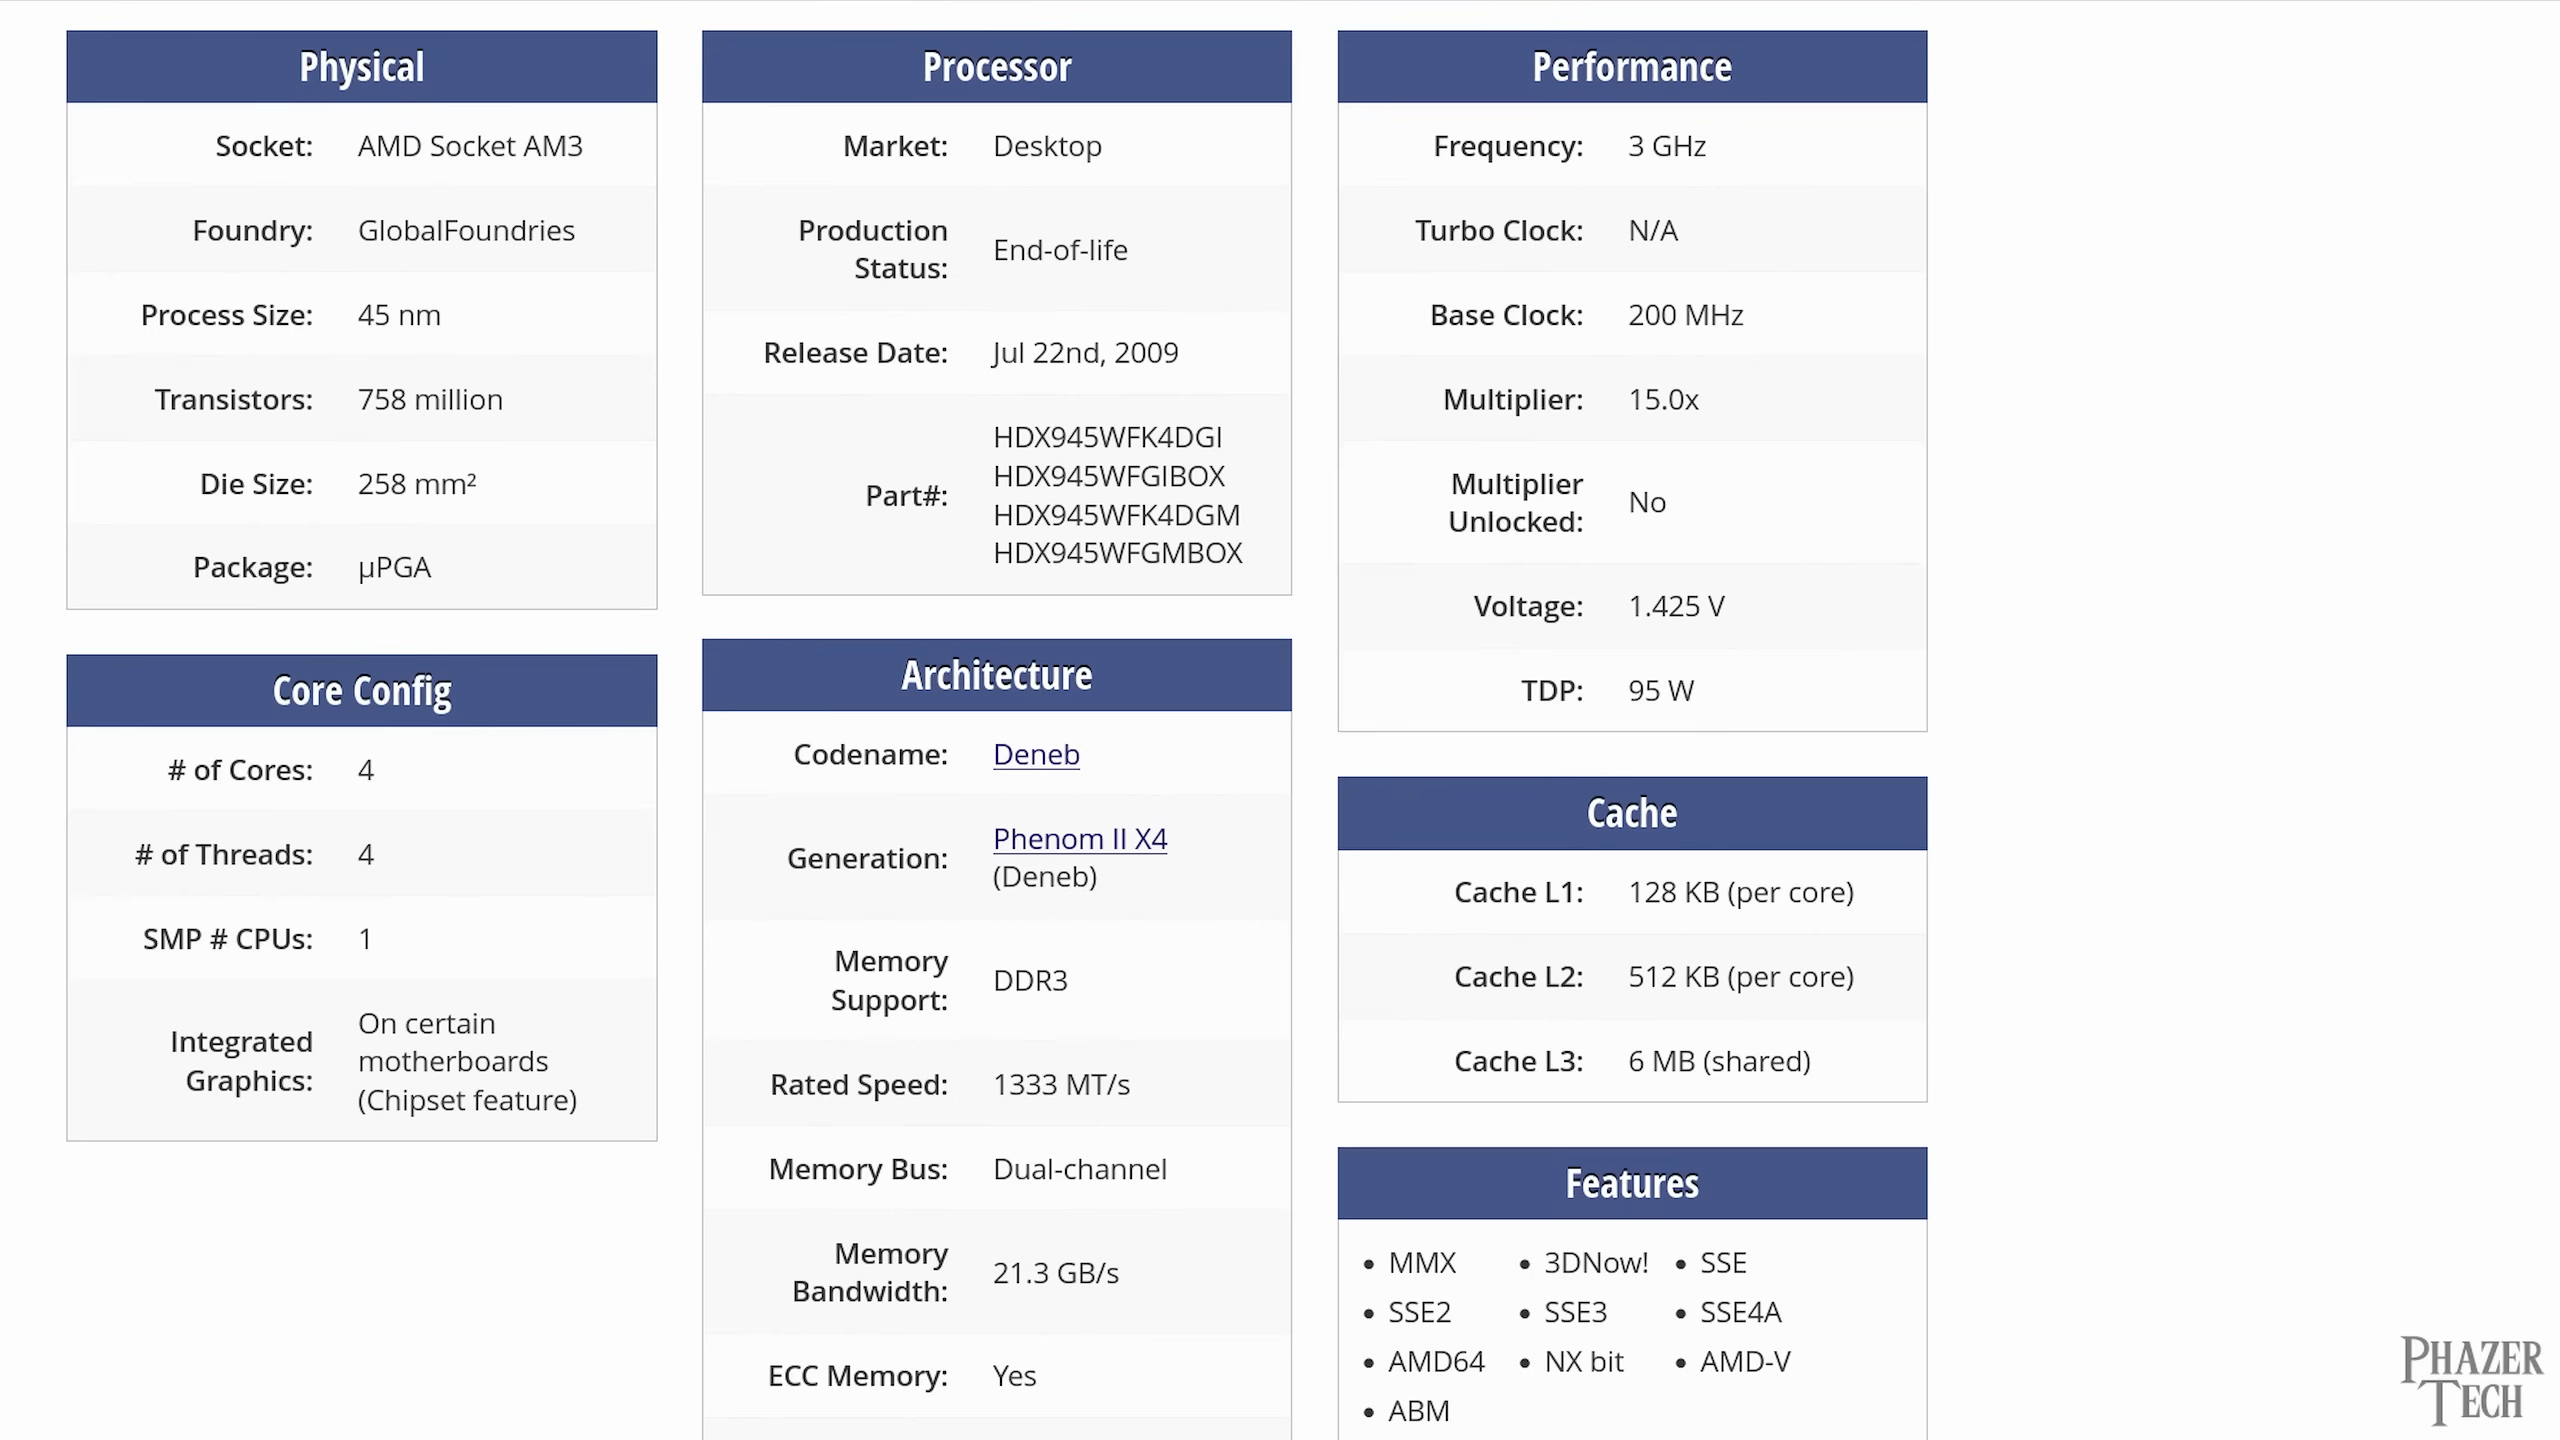 Physical
Socket: AMD Socket AM3
Foundry: GlobalFoundries
Process Size: 45 nm
Transistors: 758 million
Die Size: 258 mm²
Package: µPGA
Core Config
# of Cores: 4
# of Threads: 4
SMP # CPUs: 1
Integrated
Graphics:
On certain
motherboards
(Chipset feature)
Processor
Market: Desktop
Production
Status:
End-of-life
Release Date: Jul 22nd, 2009
Part#:
HDX945WFK4DGI
HDX945WFGIBOX
HDX945WFK4DGM
HDX945WFGMBOX
Architecture
Codename: Deneb
Generation:
Phenom II X4
(Deneb)
Memory
Support:
DDR3
Rated Speed: 1333 MT/s
Memory Bus: Dual-channel
Memory
Bandwidth:
21.3 GB/s
ECC Memory: Yes
Performance
Frequency: 3 GHz
Turbo Clock: N/A
Base Clock: 200 MHz
Multiplier: 15.0x
Multiplier
Unlocked:
No
Voltage: 1.425 V
TDP: 95 W
Cache
Cache L1: 128 KB (per core)
Cache L2: 512 KB (per core)
Cache L3: 6 MB (shared)
Features
• MMX • 3DNow! • SSE
• SSE2 • SSE3 • SSE4A
• AMD64 • NX bit • AMD-V
• ABM
PHAZER
TECH